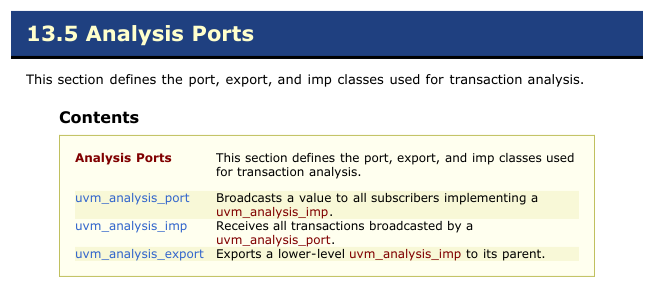 13.5 Analysis Ports
This section defines the port, export, and imp classes used for transaction analysis.
Contents
Analysis Ports This section defines the port, export, and imp classes used
for transaction analysis.
uvm_analysis_port Broadcasts a value to all subscribers implementing a
uvm_analysis_imp.
uvm_analysis_imp Receives all transactions broadcasted by a
uvm_analysis_port.
uvm_analysis_export Exports a lower-level uvm_analysis_imp to its parent.